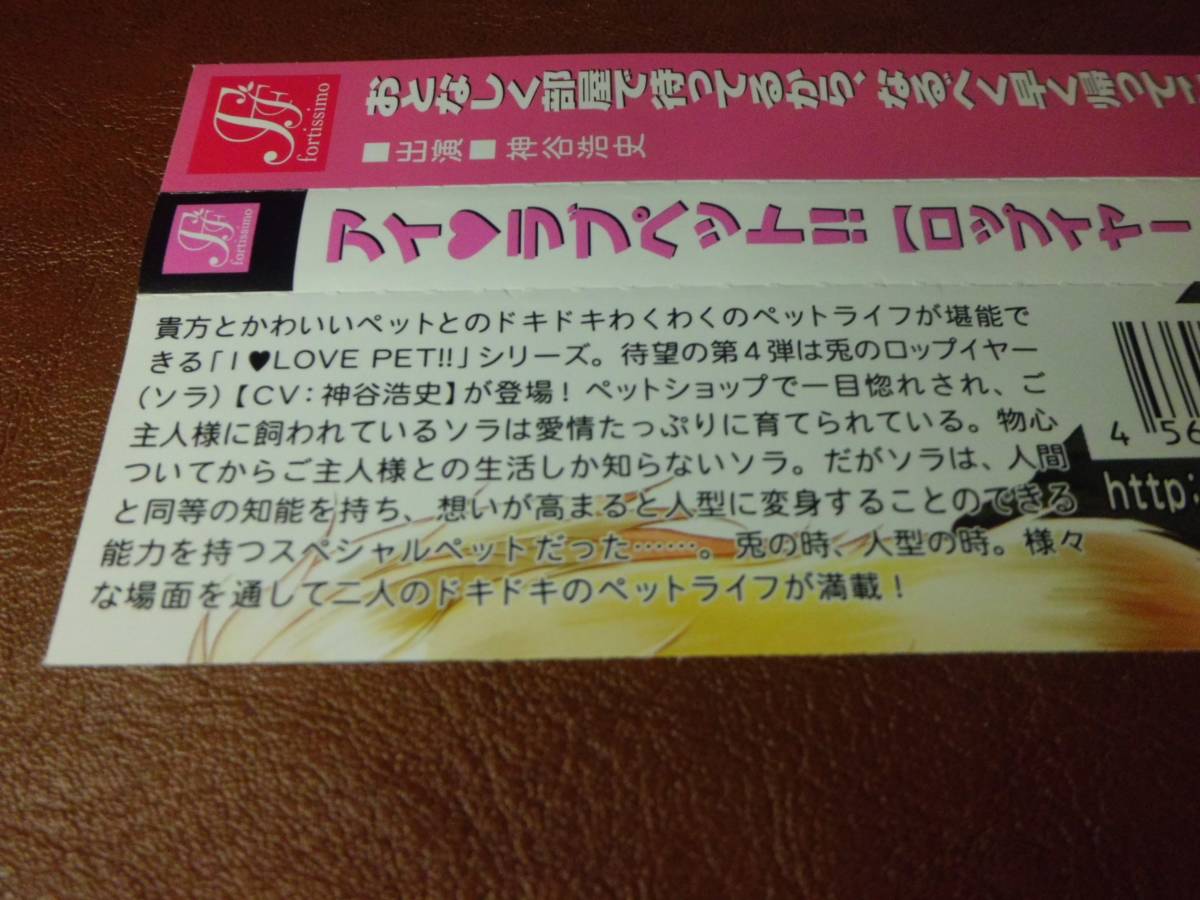 fortissimo
おとなしく部屋で待ってるから、なるべく早く帰って
■出演■ 神谷浩史
fortissimo
アイ♥ラブペット!!【ロップイヤー
貴方とかわいいペットとのドキドキわくわくのペットライフが堪能で
きる「I♥LOVE PET!!」シリーズ。待望の第4弾は兎のロップイヤー
(ソラ)【CV：神谷浩史】が登場！ペットショップで一目惚れされ、ご
主人様に飼われているソラは愛情たっぷりに育てられている。物心
ついてからご主人様との生活しか知らないソラ。だがソラは、人間
と同等の知能を持ち、想いが高まると人型に変身することのできる
能力を持つスペシャルペットだった……。兎の時、人型の時。様々
な場面を通して二人のドキドキのペットライフが満載！
4 56
http: